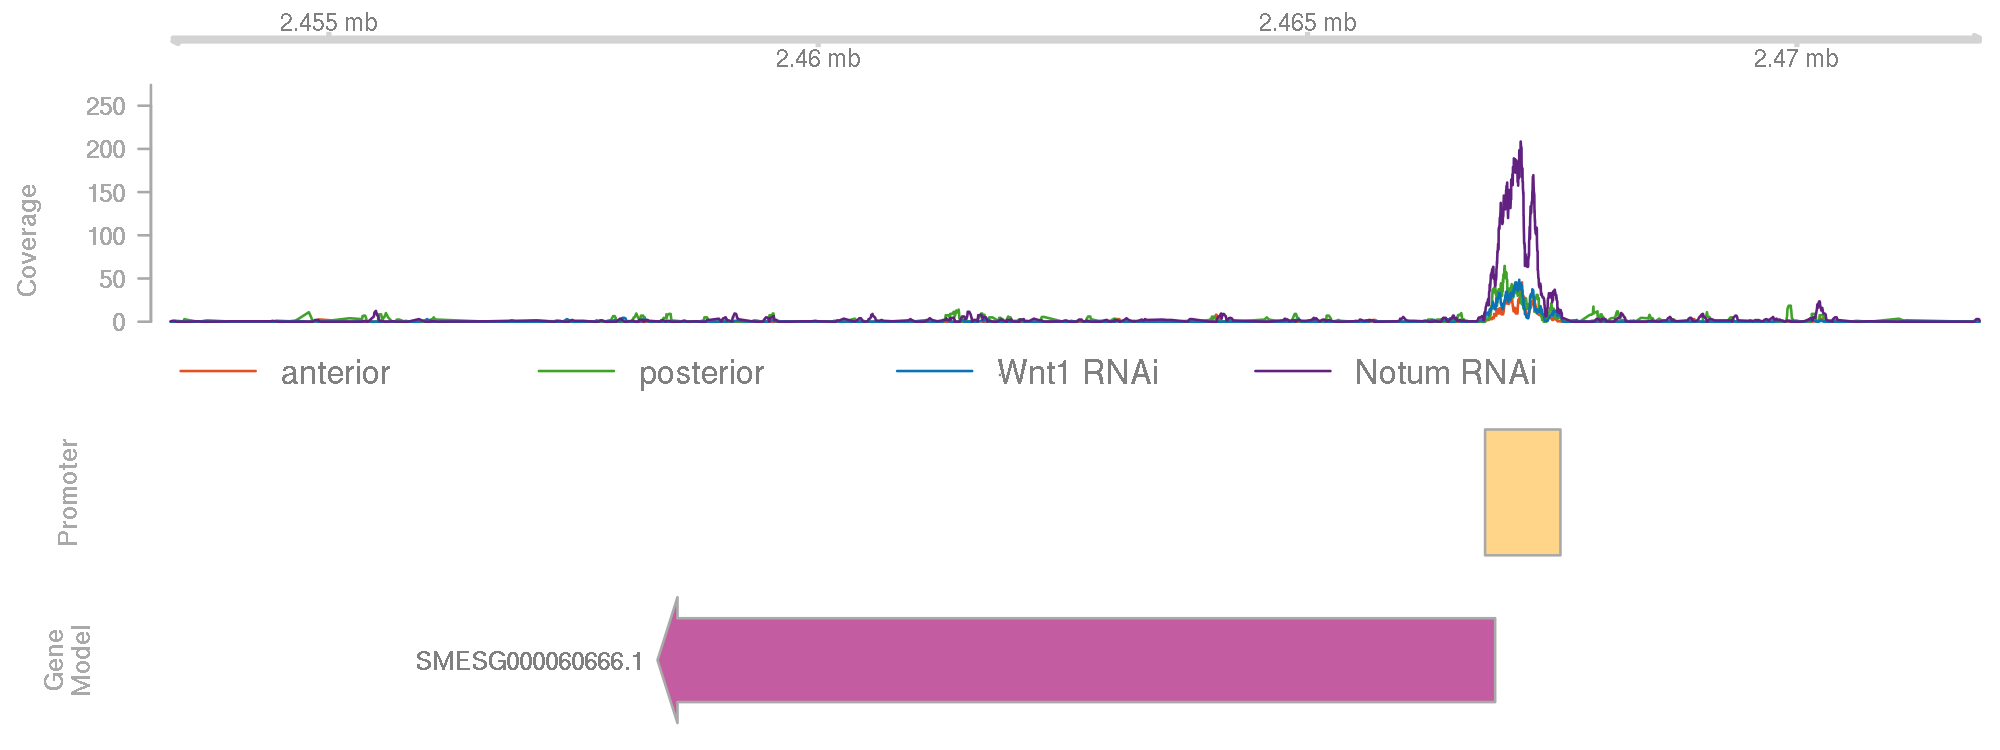 2.455 mb
2.465 mb
2.46 mb
2.47 mb
Coverage
250
200
150
100
50
0
anterior
posterior
Wnt1 RNAi
Notum RNAi
Promoter
Gene
Model
SMESG000060666.1